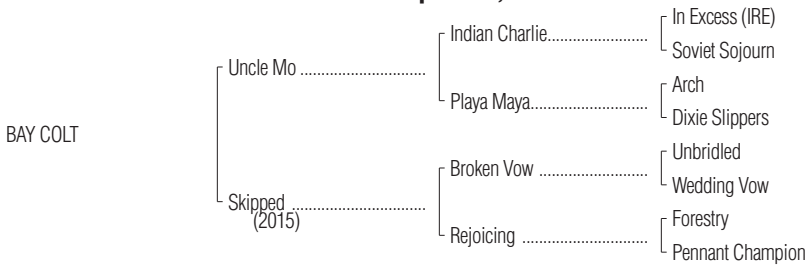 In Excess (IRE)
Indian Charlie..........................
Soviet Sojourn
Uncle Mo ................................
Arch
Playa Maya..............................
Dixie Slippers
BAY COLT
Unbridled
Broken Vow ............................
Wedding Vow
Skipped ..................................
(2015)
Forestry
Rejoicing ................................
Pennant Champion